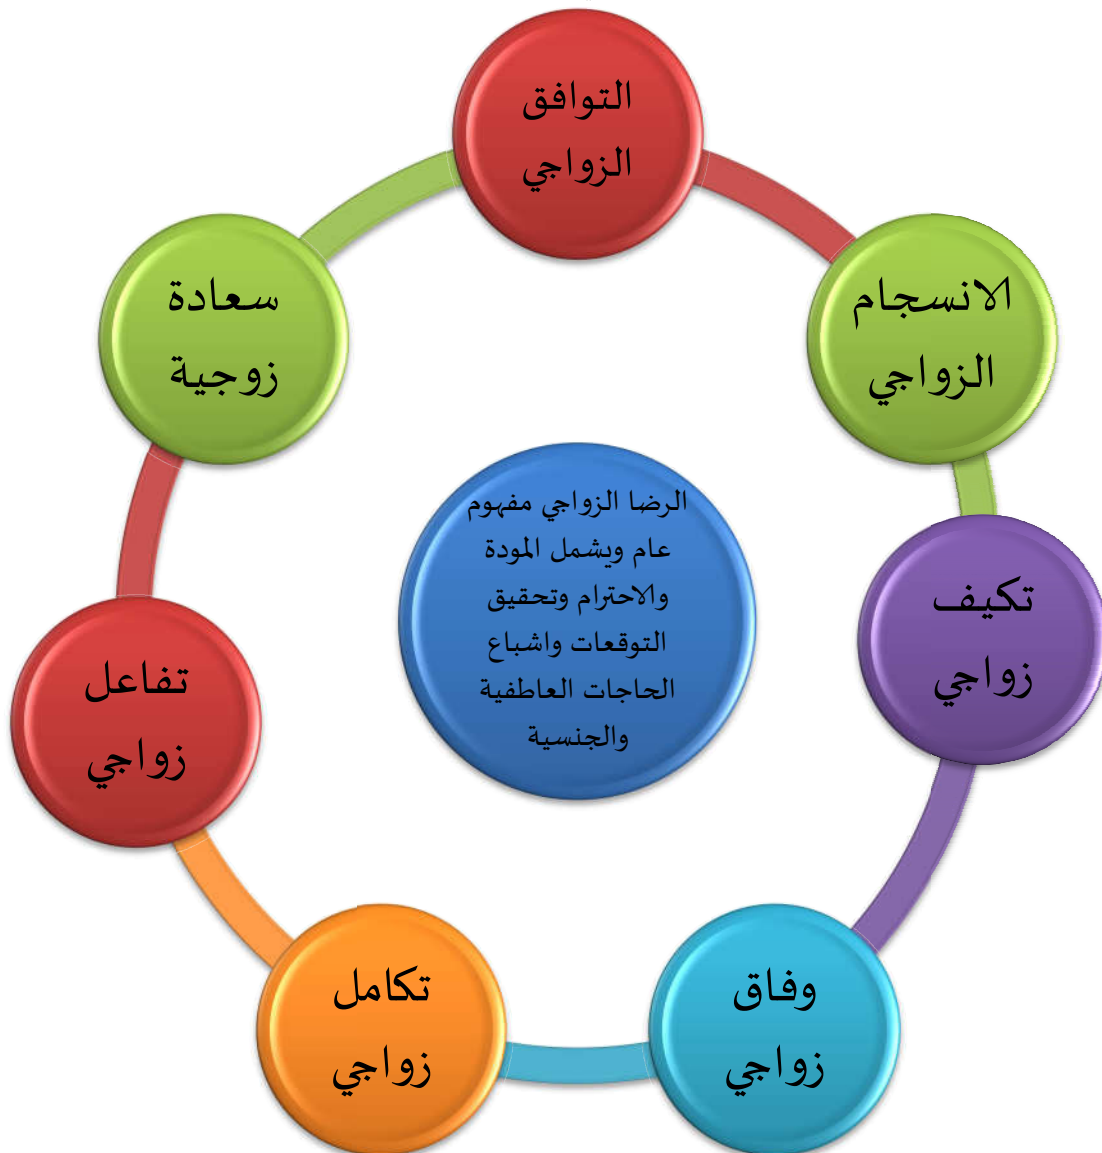 التوافق
الزواجي
الانسجام
الزواجي
تكيف
زواجي
وفاق
زواجي
تكامل
زواجي
تفاعل
زواجي
سعادة
زوجية
الرضا الزواجي مفهوم
عام ويشمل المودة
والاحترام وتحقيق
التوقعات واشباع
الحاجات العاطفية
والجنسية